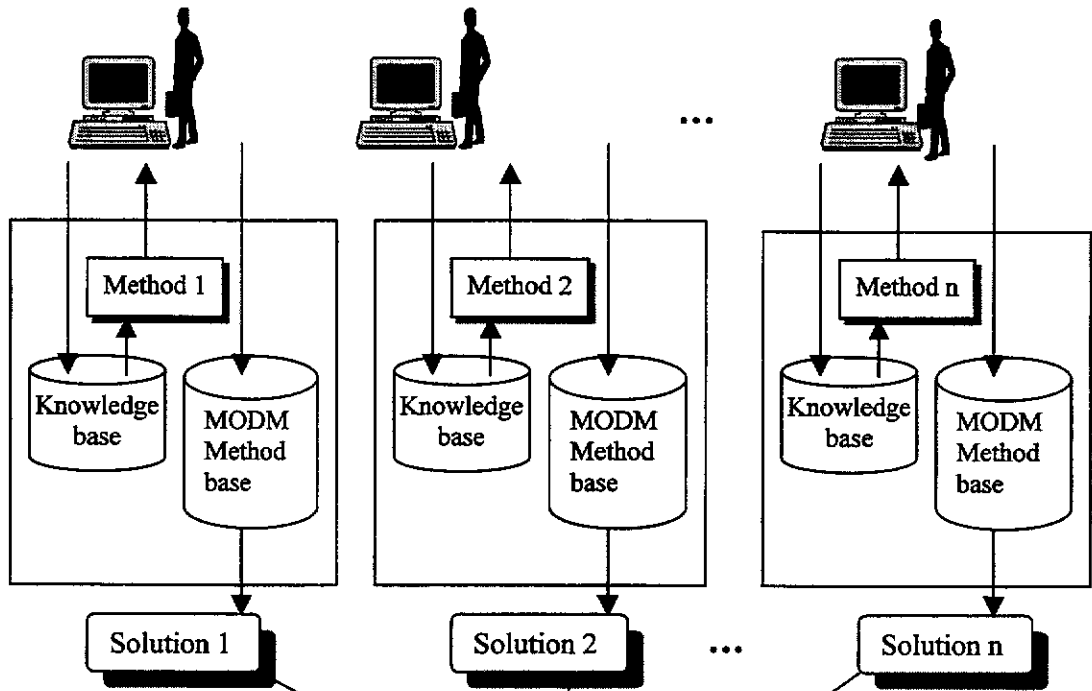 ...
Method 1
Method 2
Method n
Knowledge
base
MODM
Method
base
Knowledge
base
MODM
Method
base
Knowledge
base
MODM
Method
base
Solution 1
Solution 2
...
Solution n